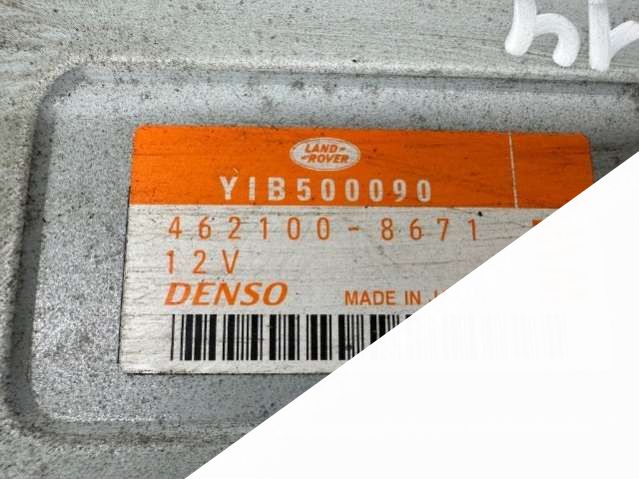 LAND-
-ROVER
YIB500090
462100-8671
12V
DENSO MADE IN